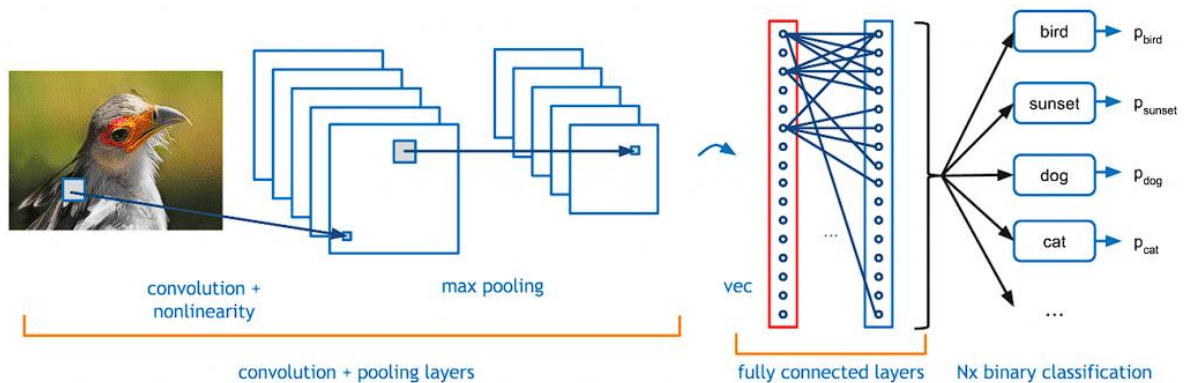 bird
p_bird
sunset
p_sunset
dog
p_dog
cat
p_cat
...
...
convolution +
nonlinearity
max pooling
vec
convolution + pooling layers
fully connected layers
Nx binary classification